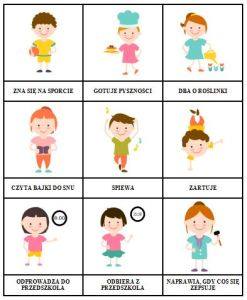 ZNA SIĘ NA SPORCIE
GOTUJE PYSZNOŚCI
DBA O ROŚLINKI
CZYTA BAJKI DO SNU
ŚPIEWA
ŻARTUJE
ODPROWADZA DO
PRZEDSZKOLA
ODBIERA Z
PRZEDSZKOLA
NAPRAWIA, GDY COŚ SIĘ
ZEPSUJE